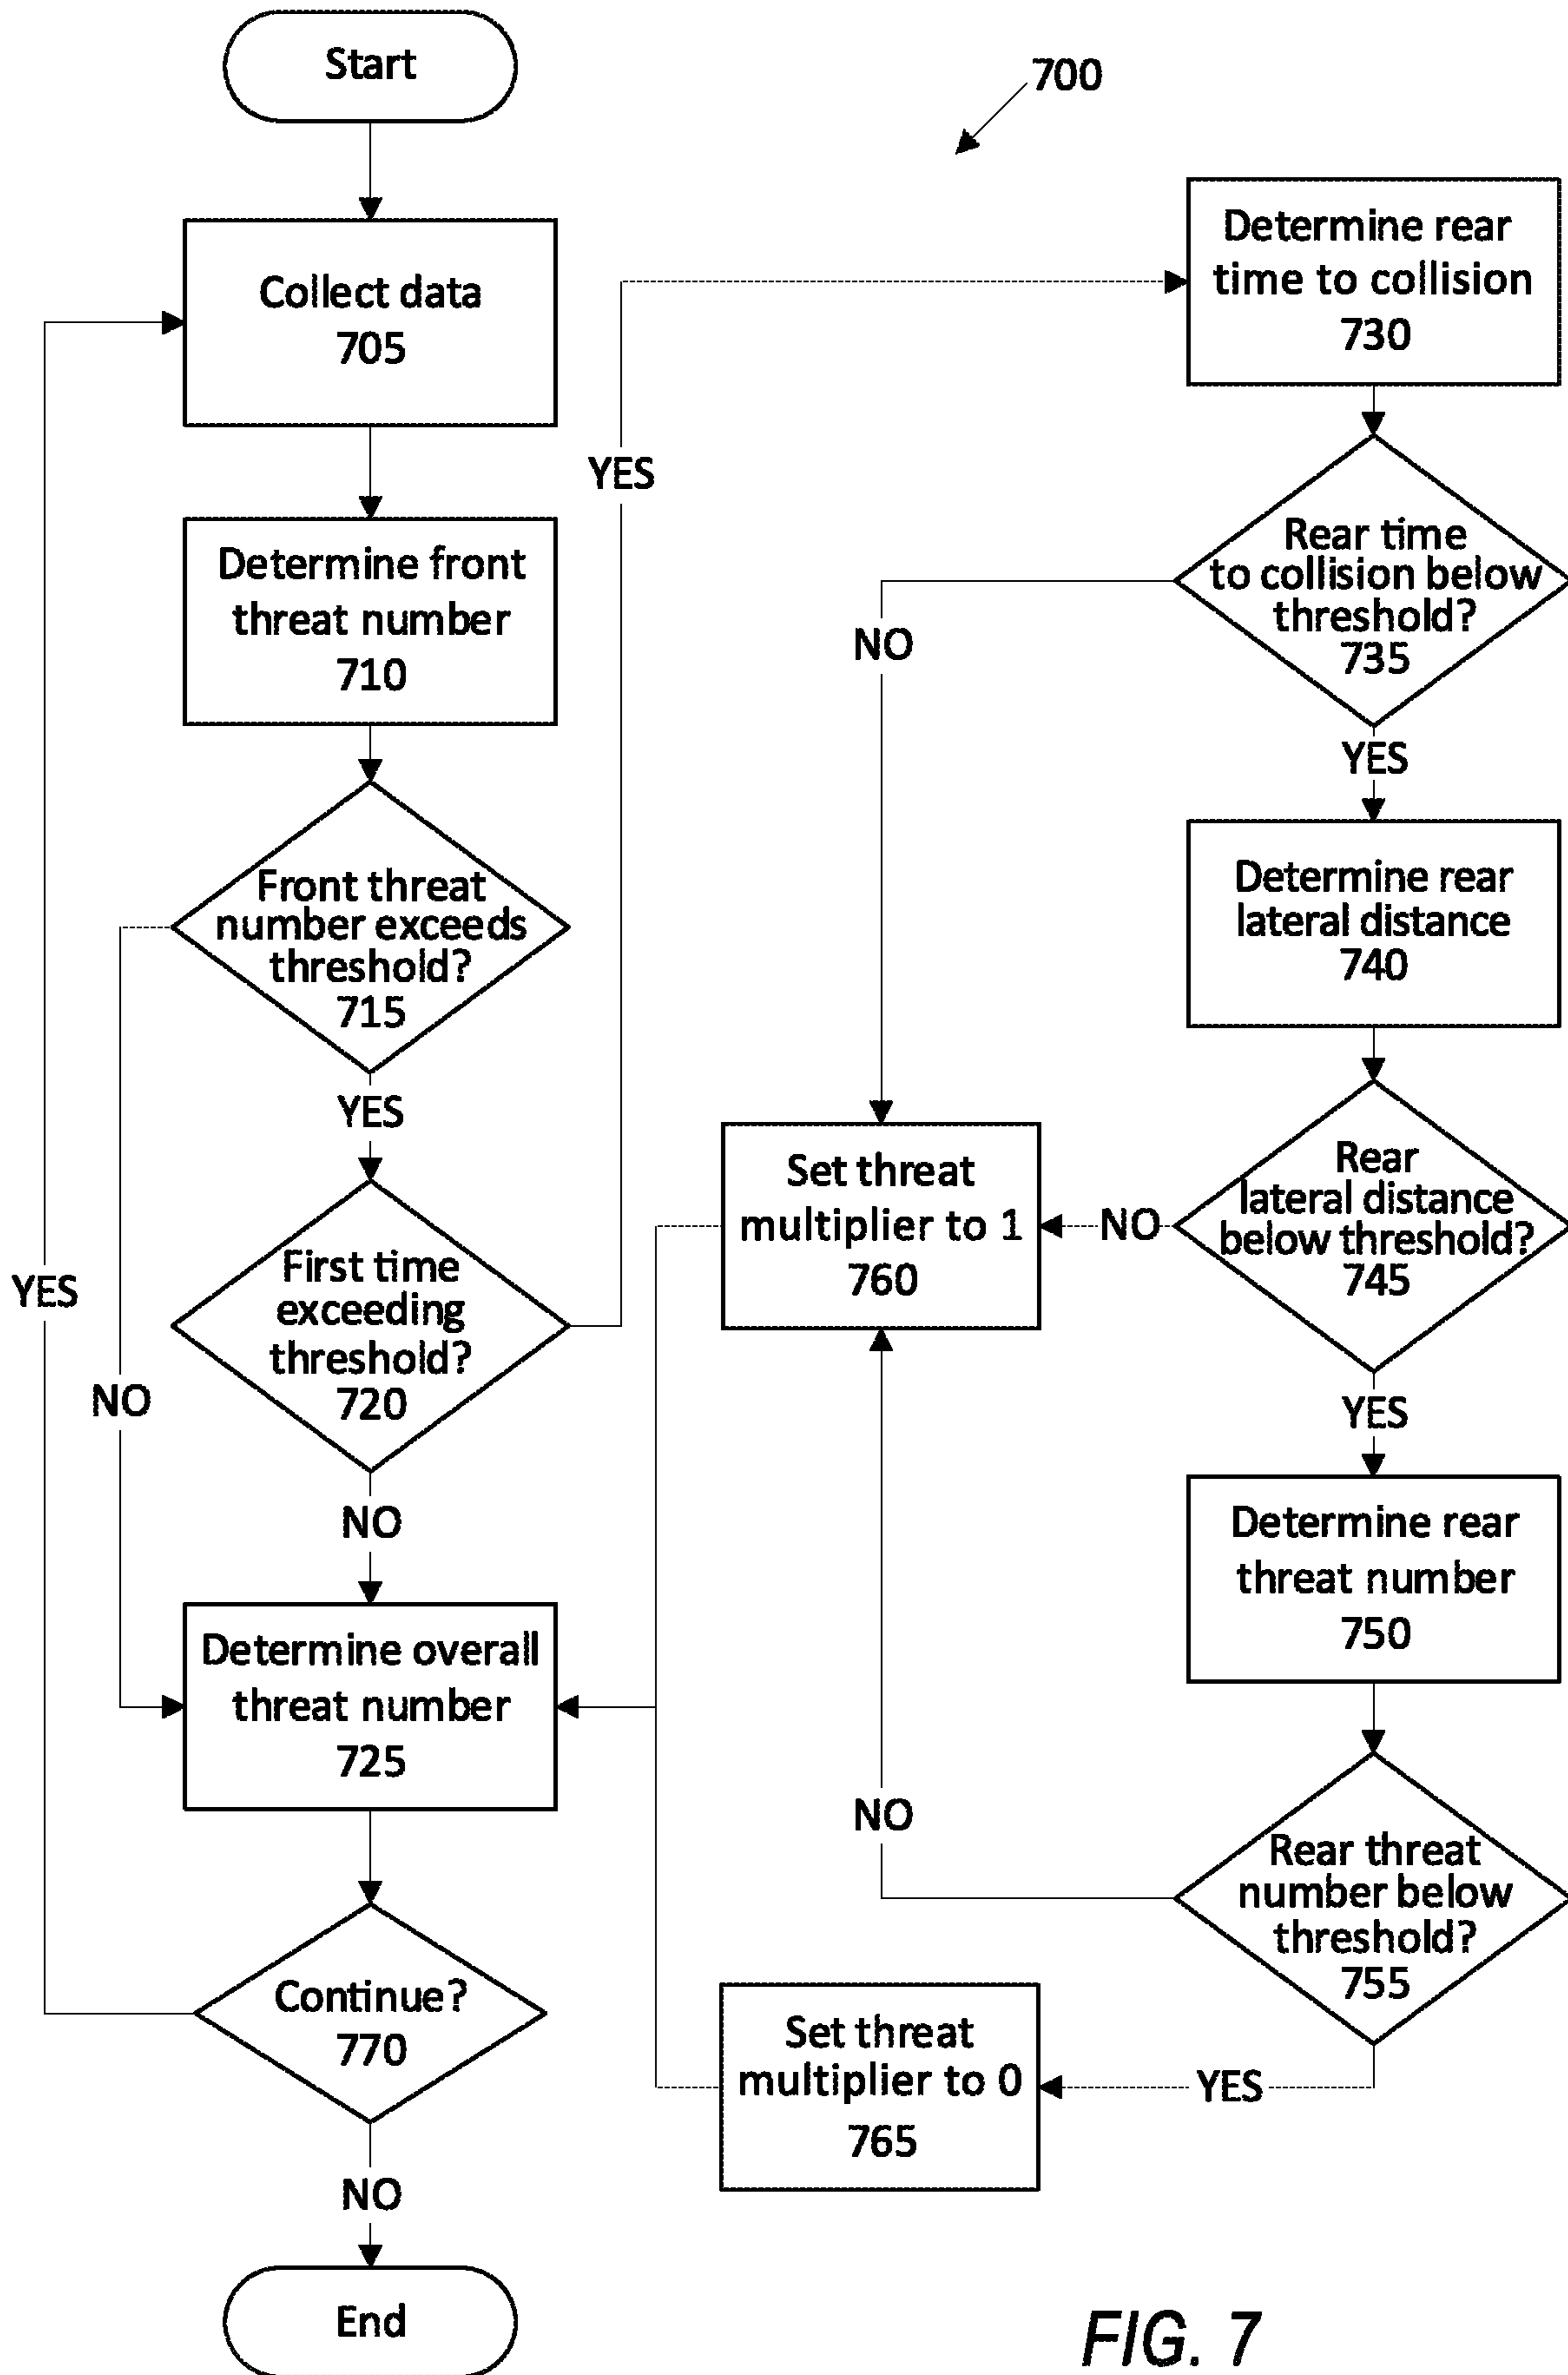 Start
700
Collect data
705
Determine front
threat number
710
Front threat
number exceeds
threshold?
715
YES
First time
exceeding
threshold?
720
YES
NO
NO
Determine overall
threat number
725
Continue?
770
YES
NO
End
Determine rear
time to collision
730
Rear time
to collision below
threshold?
735
NO
YES
Determine rear
lateral distance
740
Rear
lateral distance
below threshold?
745
NO
YES
Set threat
multiplier to 1
760
Determine rear
threat number
750
Rear threat
number below
threshold?
755
NO
YES
Set threat
multiplier to 0
765
FIG. 7